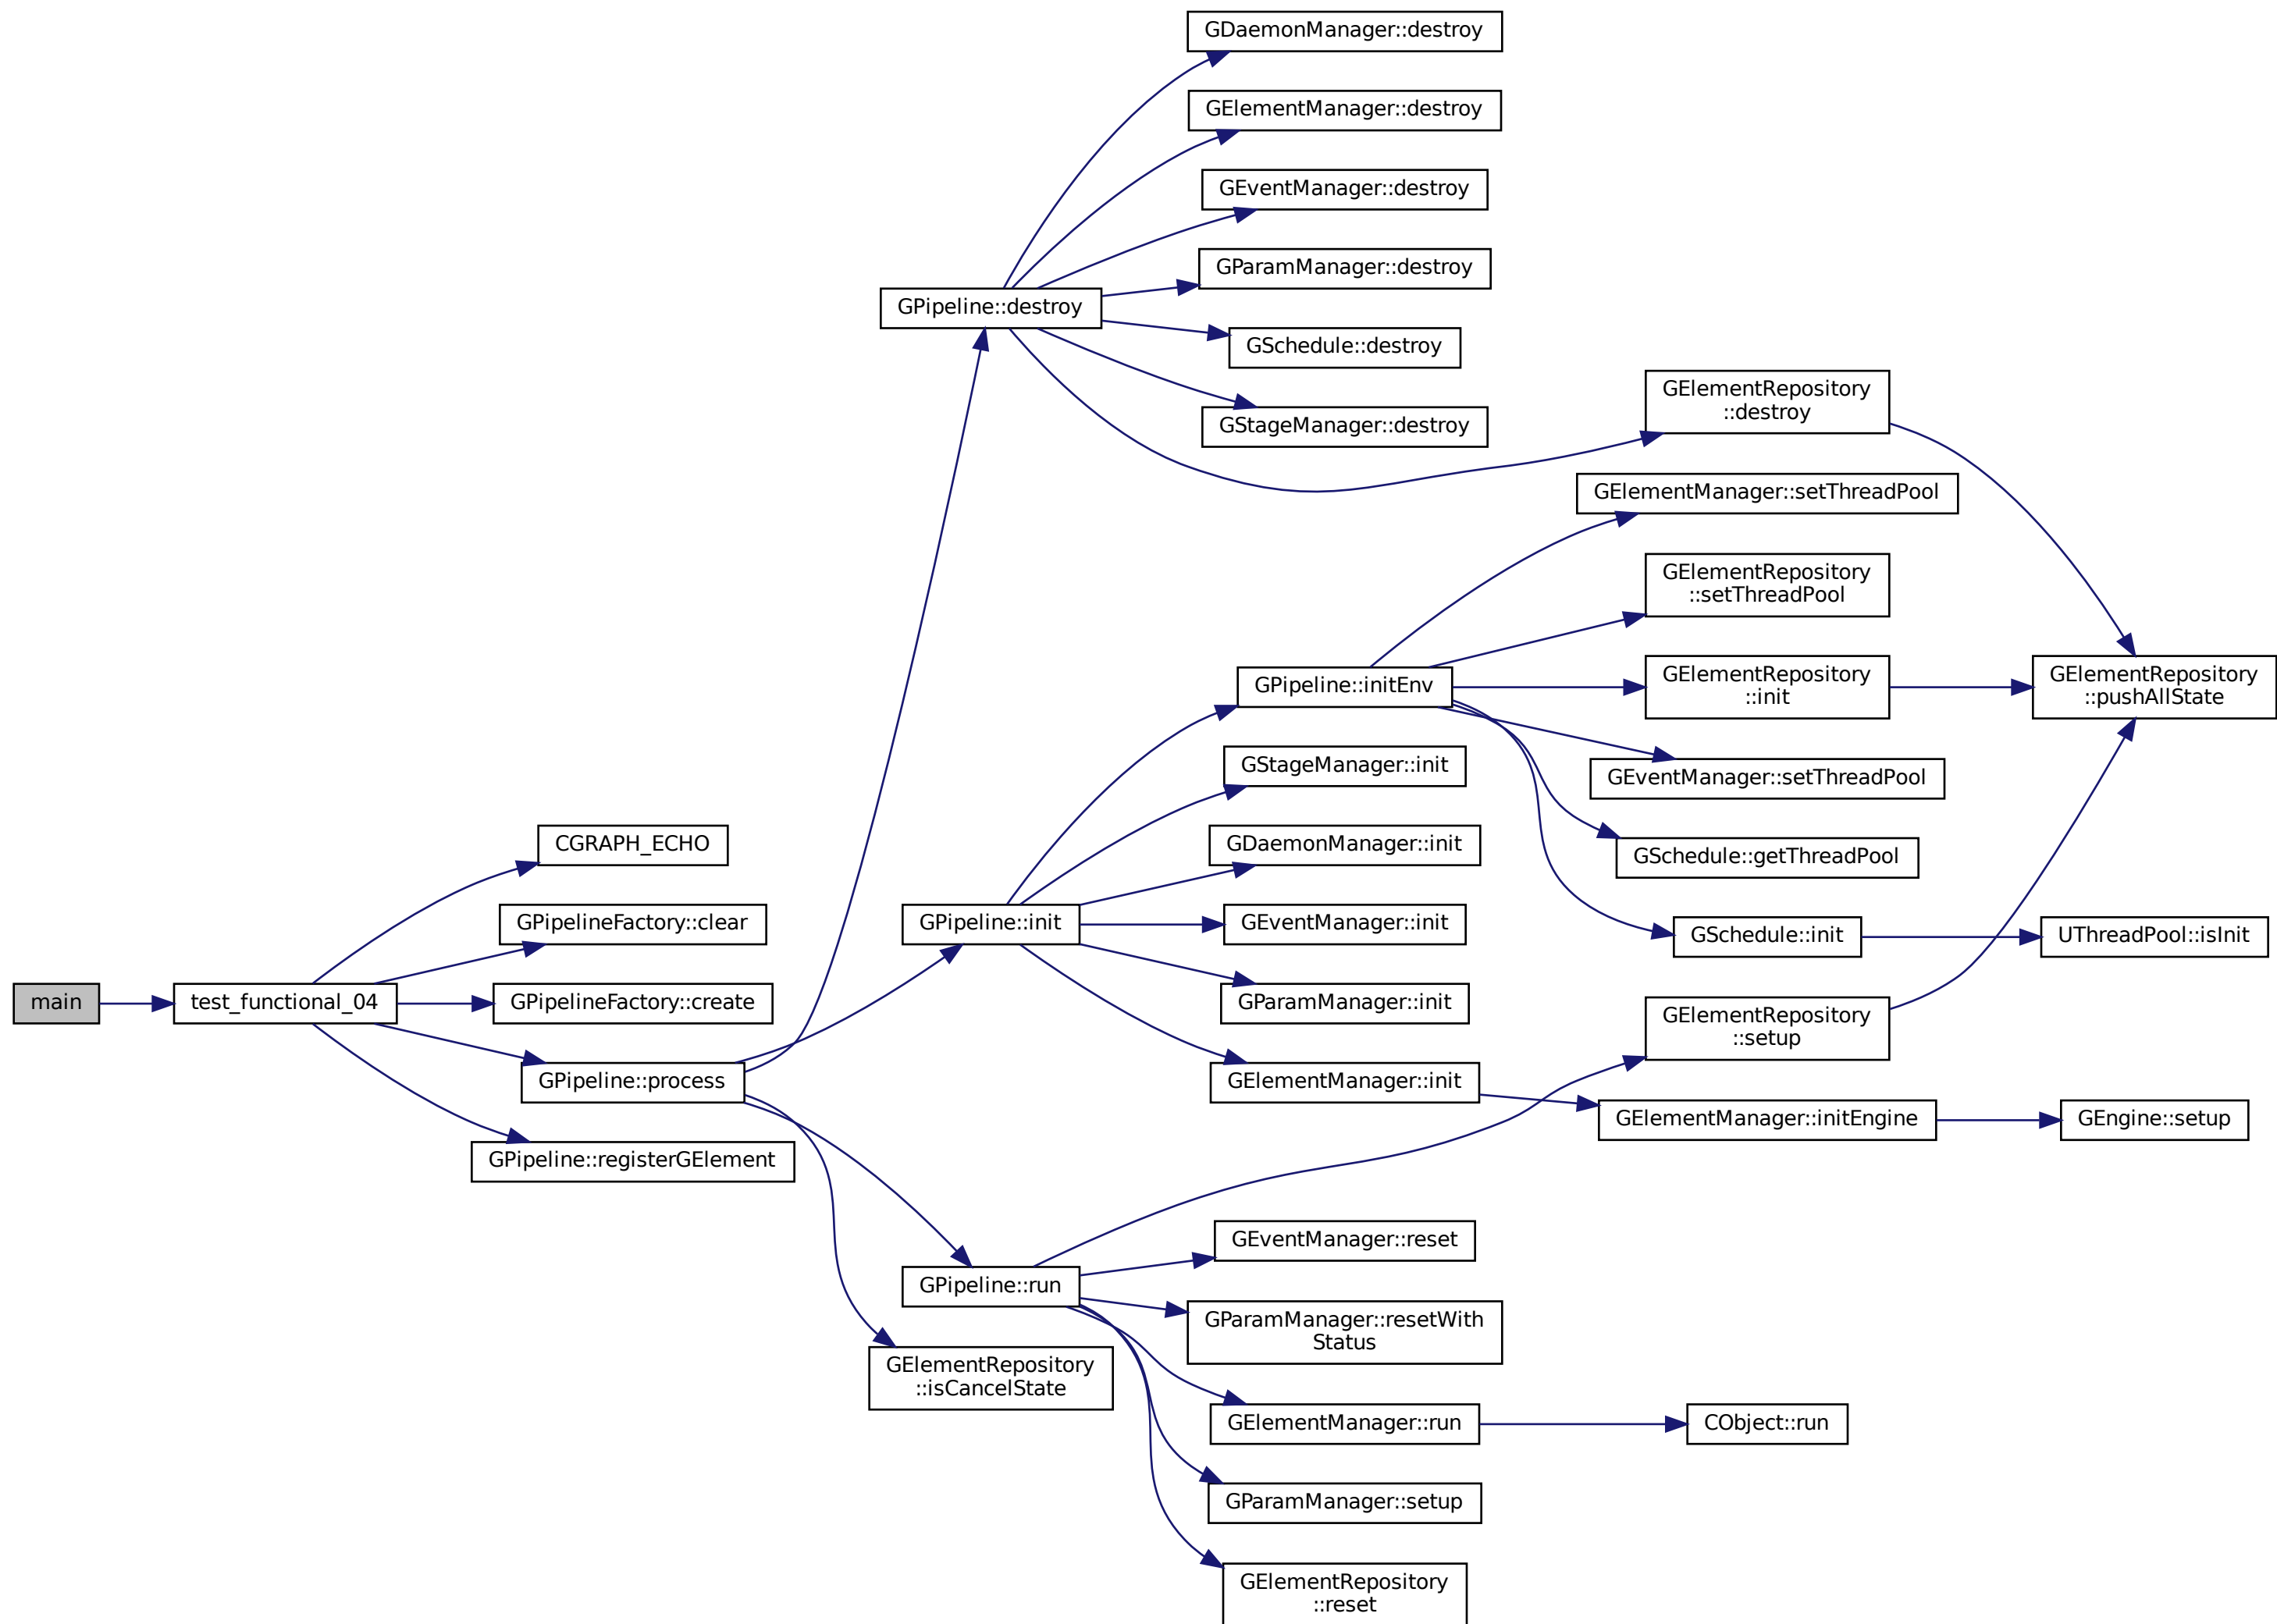 GDaemonManager::destroy
GElementManager::destroy
GEventManager::destroy
GParamManager::destroy
GPipeline::destroy
GSchedule::destroy
GElementRepository
::destroy
GStageManager::destroy
GElementManager::setThreadPool
GElementRepository
::setThreadPool
GPipeline::initEnv
GElementRepository
::init
GElementRepository
::pushAllState
GStageManager::init
GEventManager::setThreadPool
CGRAPH_ECHO
GDaemonManager::init
GSchedule::getThreadPool
GPipelineFactory::clear
GPipeline::init
GEventManager::init
GSchedule::init
UThreadPool::isInit
main
test_functional_04
GPipelineFactory::create
GParamManager::init
GElementRepository
::setup
GPipeline::process
GElementManager::init
GElementManager::initEngine
GEngine::setup
GPipeline::registerGElement
GEventManager::reset
GPipeline::run
GParamManager::resetWith
Status
GElementRepository
::isCancelState
GElementManager::run
CObject::run
GParamManager::setup
GElementRepository
::reset